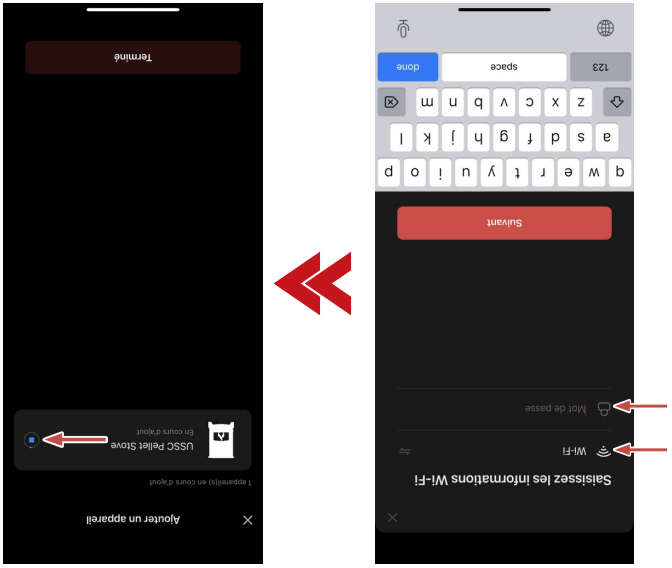 Saisissez les informations Wi-Fi
Wi-Fi
Mot de passe
Suivant
q w e r t y u i o p
a s d f g h j k l
z x c v b n m
123 space done
Ajouter un appareil
1 appareil(s) en cours d'ajout
USSC Pellet Stove
En cours d'ajout
Terminé